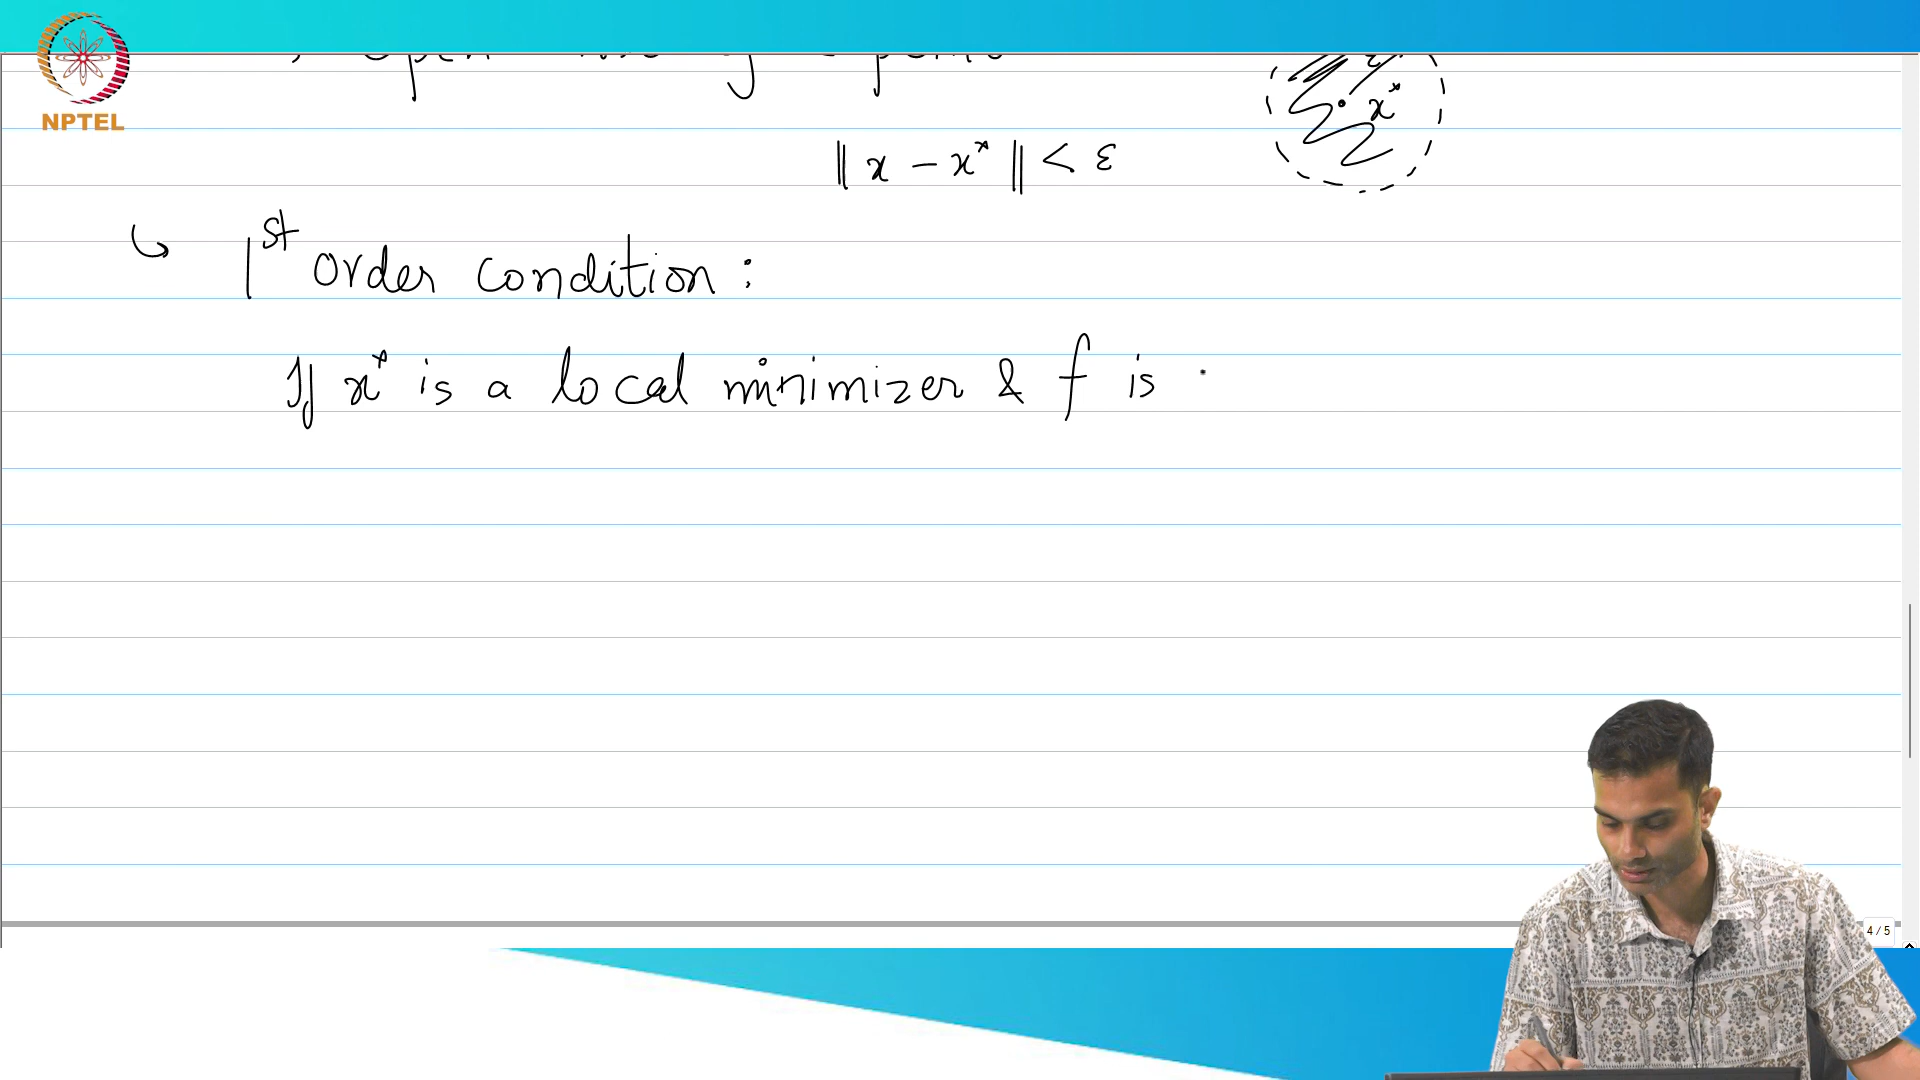 NPTEL
ε
x*
‖ x - x* ‖ < ε
↳ 1st order condition :
If x* is a local minimizer & f is
4 / 5